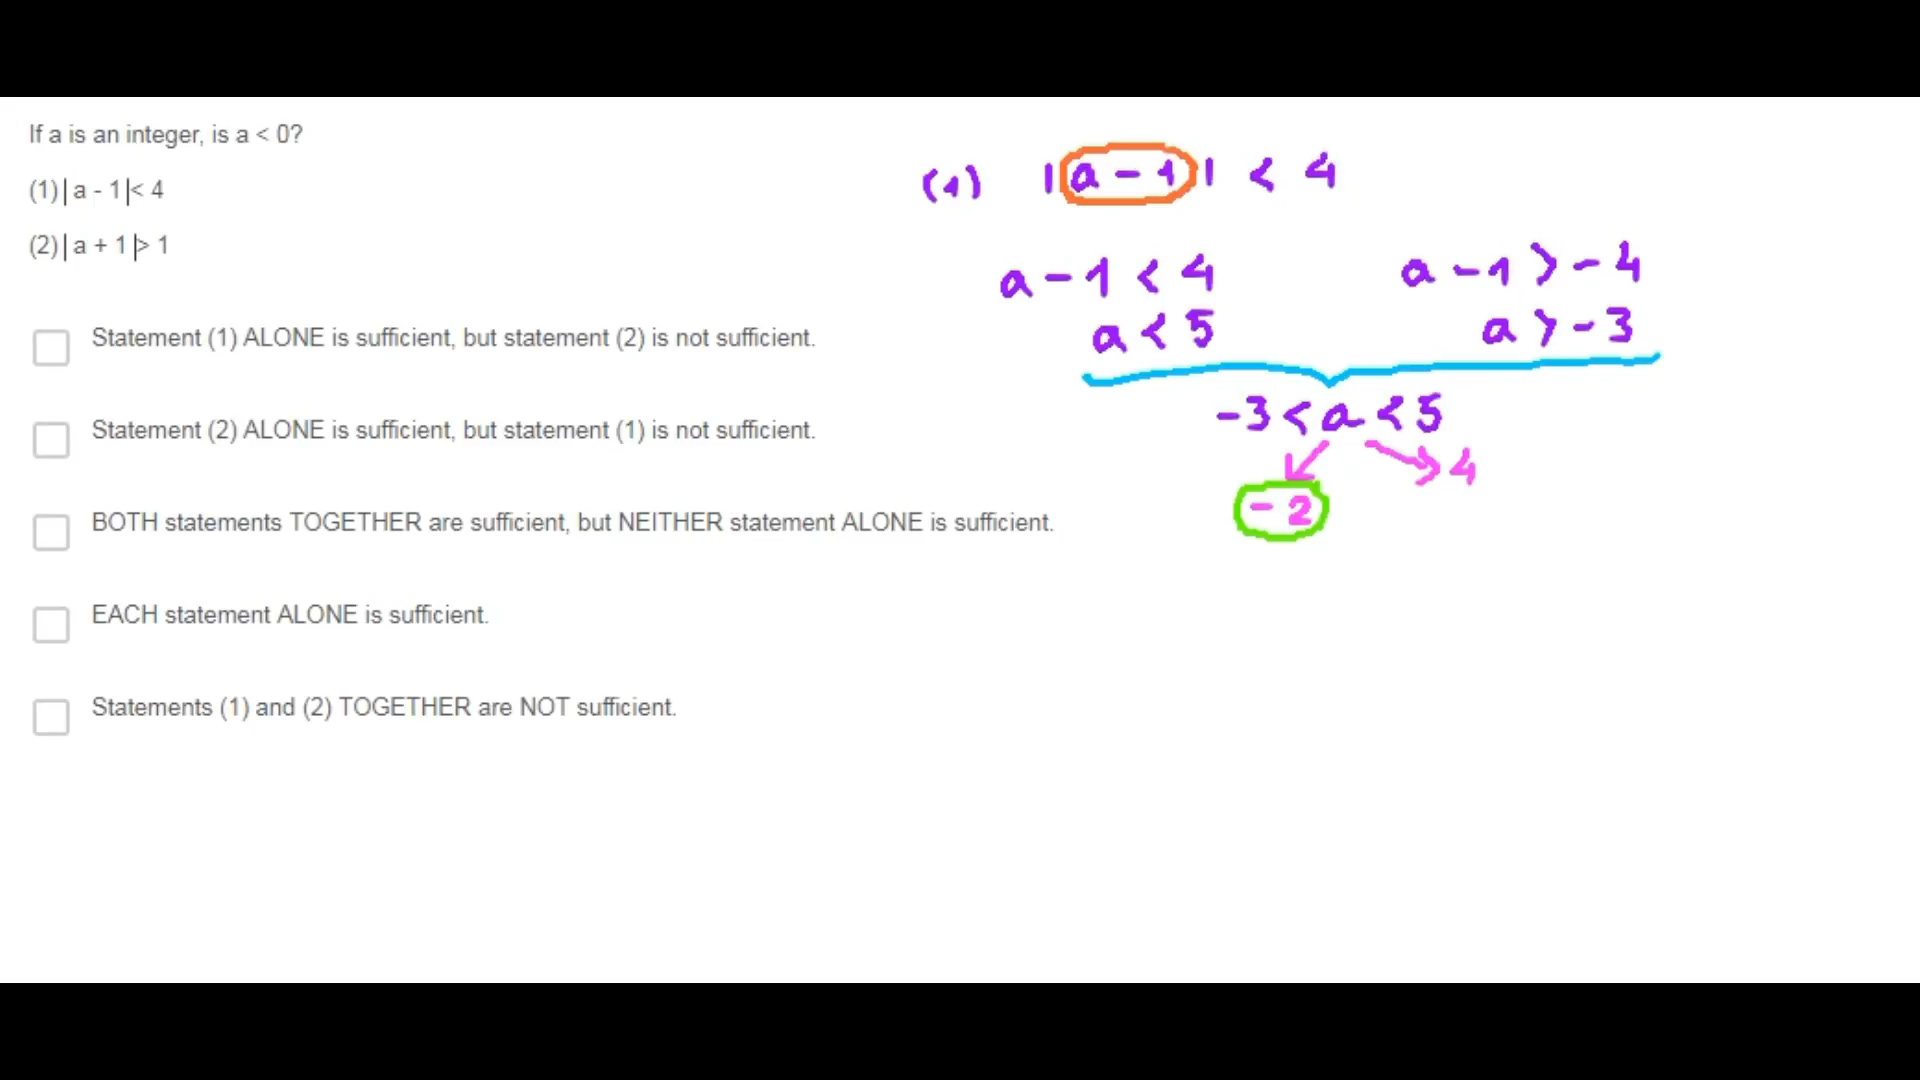 If a is an integer, is a < 0?
(1)| a - 1|< 4
(2)| a + 1|> 1
Statement (1) ALONE is sufficient, but statement (2) is not sufficient.
Statement (2) ALONE is sufficient, but statement (1) is not sufficient.
BOTH statements TOGETHER are sufficient, but NEITHER statement ALONE is sufficient.
EACH statement ALONE is sufficient.
Statements (1) and (2) TOGETHER are NOT sufficient.
(1) |a - 1| < 4
a - 1 < 4
a - 1 > - 4
a < 5
a > - 3
-3 < a < 5
4
- 2